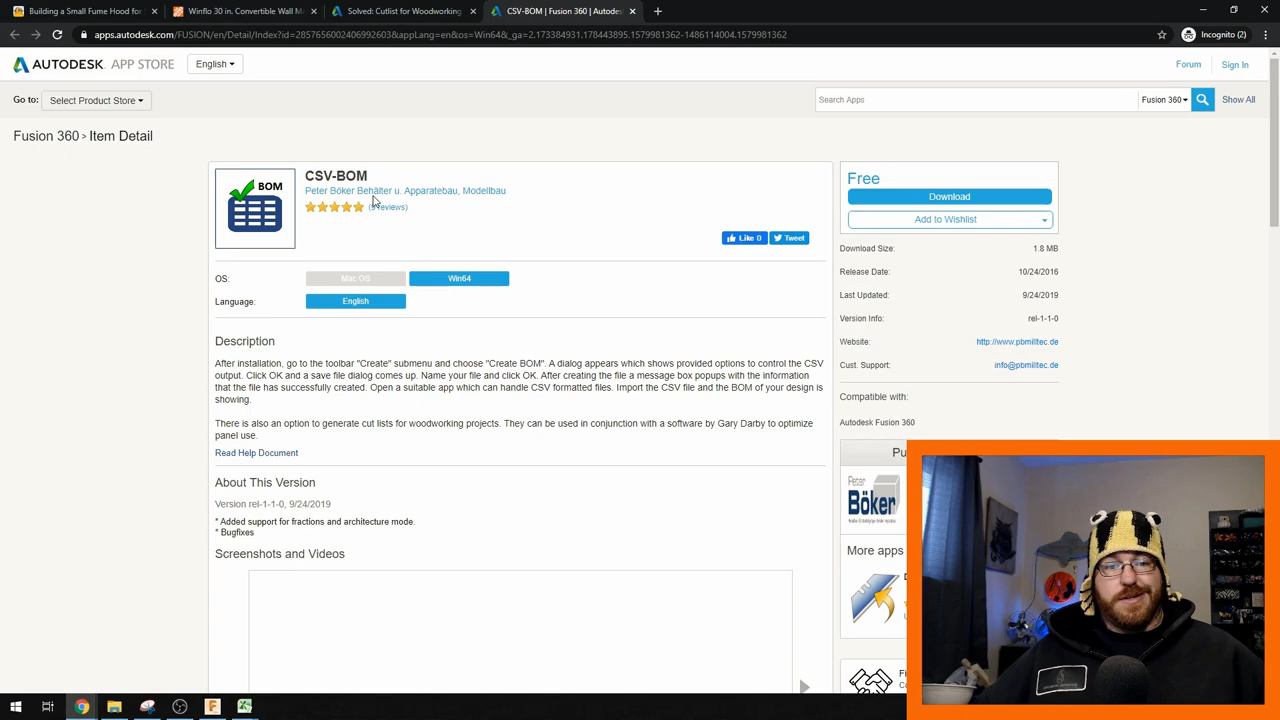 Building a Small Fume Hood for
Winflo 30 in. Convertible Wall M
Solved: Cutlist for Woodworking
CSV-BOM | Fusion 360 | Autodes
apps.autodesk.com/FUSION/en/Detail/Index?id=2857656002406992603&appLang=en&os=Win64&_ga=2.173384931.178443895.1579981362-1486114004.1579981362
Incognito (2)
AUTODESK APP STORE
English
Forum
Sign In
Go to:
Select Product Store
Search Apps
Fusion 360
Show All
Fusion 360 > Item Detail
BOM
CSV-BOM
Peter Böker Behälter u. Apparatebau, Modellbau
reviews)
Like 0
Tweet
OS:
Mac OS
Win64
Language:
English
Description
After installation, go to the toolbar "Create" submenu and choose "Create BOM". A dialog appears which shows provided options to control the CSV
output. Click OK and a save file dialog comes up. Name your file and click OK. After creating the file a message box popups with the information
that the file has successfully created. Open a suitable app which can handle CSV formatted files. Import the CSV file and the BOM of your design is
showing.
There is also an option to generate cut lists for woodworking projects. They can be used in conjunction with a software by Gary Darby to optimize
panel use.
Read Help Document
About This Version
Version rel-1-1-0, 9/24/2019
* Added support for fractions and architecture mode.
* Bugfixes
Screenshots and Videos
Free
Download
Add to Wishlist
Download Size:
1.8 MB
Release Date:
10/24/2016
Last Updated:
9/24/2019
Version Info:
rel-1-1-0
Website:
http://www.pbmilltec.de
Cust. Support:
info@pbmilltec.de
Compatible with:
Autodesk Fusion 360
Pu
Peter
Böker
More apps
D
Fi
Co